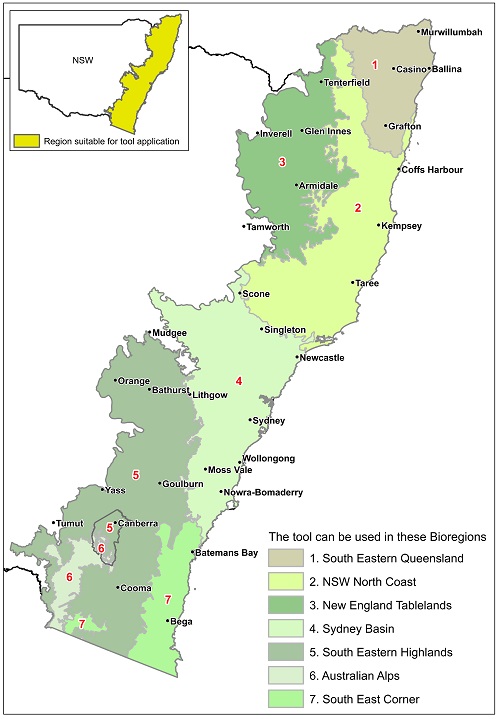 NSW
Region suitable for tool application
Murwillumbah
1
Casino
Ballina
Tenterfield
Grafton
Inverell
Glen Innes
3
Coffs Harbour
Armidale
2
Tamworth
Kempsey
Taree
Scone
Singleton
Mudgee
Newcastle
Orange
4
Bathurst
Lithgow
Sydney
Wollongong
5
Moss Vale
Goulburn
Yass
Nowra-Bomaderry
Tumut
5
Canberra
6
Batemans Bay
6
Cooma
7
7
Bega
The tool can be used in these Bioregions
1. South Eastern Queensland
2. NSW North Coast
3. New England Tablelands
4. Sydney Basin
5. South Eastern Highlands
6. Australian Alps
7. South East Corner